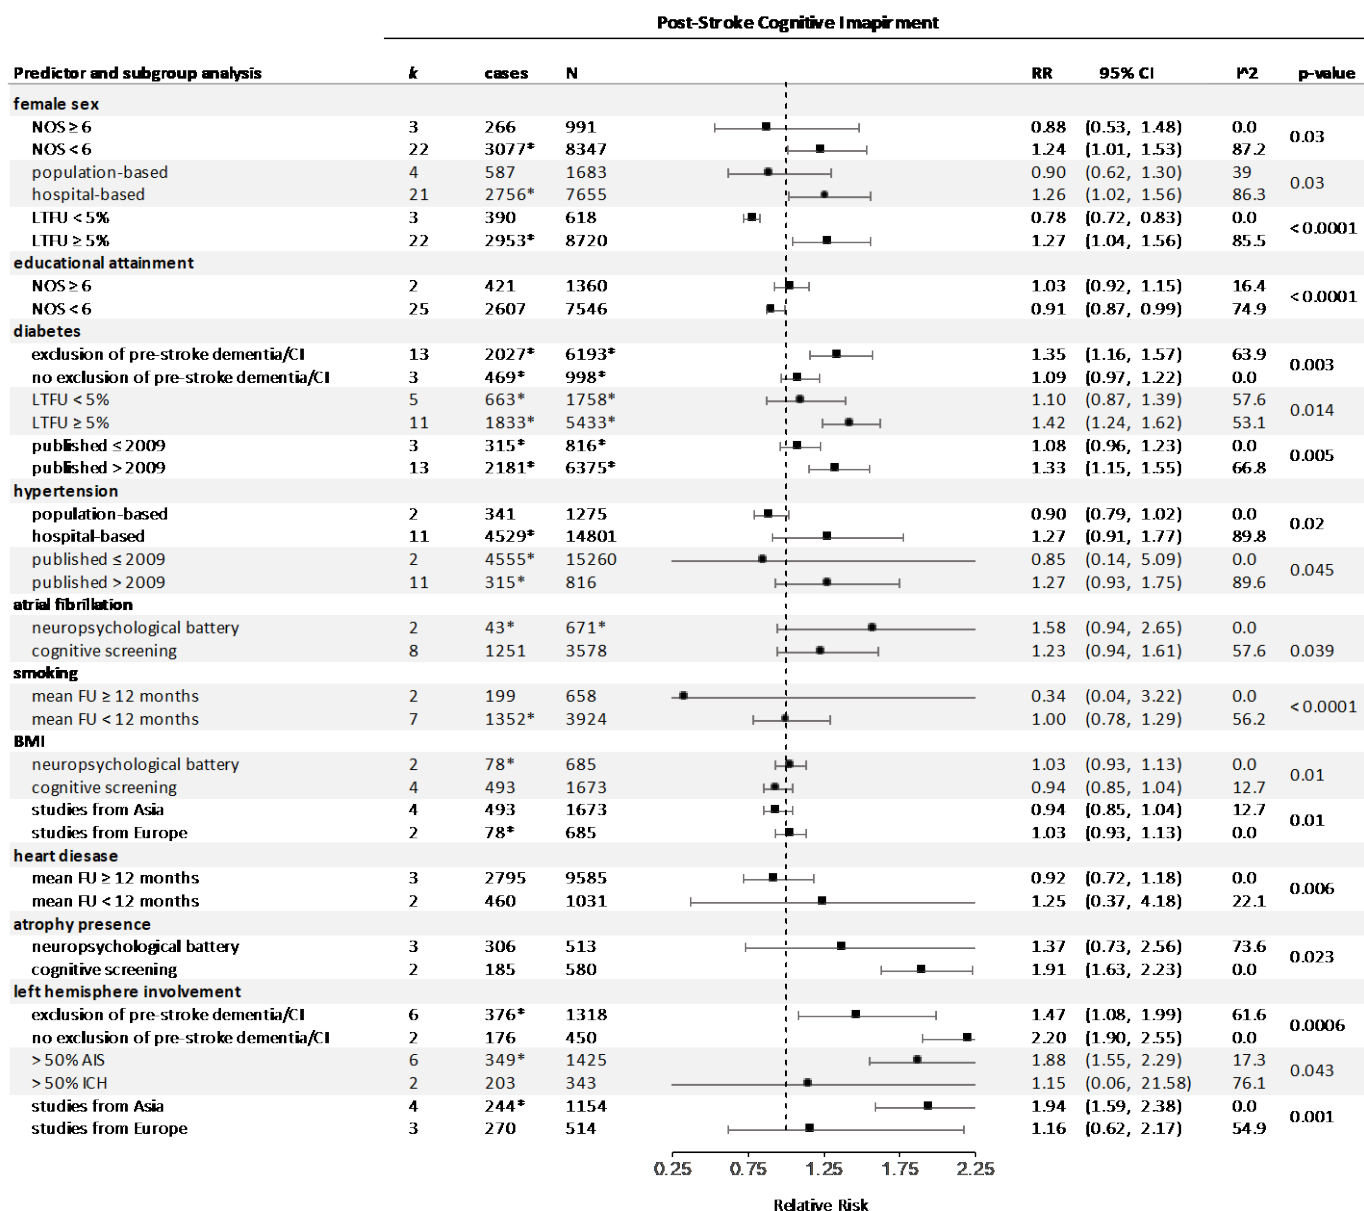 Post-Stroke Cognitive Imapirment
Predictor and subgroup analysis k cases N RR 95% CI I^2 p-value
female sex
NOS ≥ 6 3 266 991 0.88 (0.53, 1.48) 0.0 0.03
NOS < 6 22 3077* 8347 1.24 (1.01, 1.53) 87.2
population-based 4 587 1683 0.90 (0.62, 1.30) 39 0.03
hospital-based 21 2756* 7655 1.26 (1.02, 1.56) 86.3
LTFU < 5% 3 390 618 0.78 (0.72, 0.83) 0.0 < 0.0001
LTFU ≥ 5% 22 2953* 8720 1.27 (1.04, 1.56) 85.5
educational attainment
NOS ≥ 6 2 421 1360 1.03 (0.92, 1.15) 16.4 < 0.0001
NOS < 6 25 2607 7546 0.91 (0.87, 0.99) 74.9
diabetes
exclusion of pre-stroke dementia/CI 13 2027* 6193* 1.35 (1.16, 1.57) 63.9 0.003
no exclusion of pre-stroke dementia/CI 3 469* 998* 1.09 (0.97, 1.22) 0.0
LTFU < 5% 5 663* 1758* 1.10 (0.87, 1.39) 57.6 0.014
LTFU ≥ 5% 11 1833* 5433* 1.42 (1.24, 1.62) 53.1
published ≤ 2009 3 315* 816* 1.08 (0.96, 1.23) 0.0 0.005
published > 2009 13 2181* 6375* 1.33 (1.15, 1.55) 66.8
hypertension
population-based 2 341 1275 0.90 (0.79, 1.02) 0.0 0.02
hospital-based 11 4529* 14801 1.27 (0.91, 1.77) 89.8
published ≤ 2009 2 4555* 15260 0.85 (0.14, 5.09) 0.0 0.045
published > 2009 11 315* 816 1.27 (0.93, 1.75) 89.6
atrial fibrillation
neuropsychological battery 2 43* 671* 1.58 (0.94, 2.65) 0.0
cognitive screening 8 1251 3578 1.23 (0.94, 1.61) 57.6 0.039
smoking
mean FU ≥ 12 months 2 199 658 0.34 (0.04, 3.22) 0.0 < 0.0001
mean FU < 12 months 7 1352* 3924 1.00 (0.78, 1.29) 56.2
BMI
neuropsychological battery 2 78* 685 1.03 (0.93, 1.13) 0.0 0.01
cognitive screening 4 493 1673 0.94 (0.85, 1.04) 12.7
studies from Asia 4 493 1673 0.94 (0.85, 1.04) 12.7 0.01
studies from Europe 2 78* 685 1.03 (0.93, 1.13) 0.0
heart diesase
mean FU ≥ 12 months 3 2795 9585 0.92 (0.72, 1.18) 0.0 0.006
mean FU < 12 months 2 460 1031 1.25 (0.37, 4.18) 22.1
atrophy presence
neuropsychological battery 3 306 513 1.37 (0.73, 2.56) 73.6 0.023
cognitive screening 2 185 580 1.91 (1.63, 2.23) 0.0
left hemisphere involvement
exclusion of pre-stroke dementia/CI 6 376* 1318 1.47 (1.08, 1.99) 61.6 0.0006
no exclusion of pre-stroke dementia/CI 2 176 450 2.20 (1.90, 2.55) 0.0
> 50% AIS 6 349* 1425 1.88 (1.55, 2.29) 17.3 0.043
> 50% ICH 2 203 343 1.15 (0.06, 21.58) 76.1
studies from Asia 4 244* 1154 1.94 (1.59, 2.38) 0.0 0.001
studies from Europe 3 270 514 1.16 (0.62, 2.17) 54.9
0.25 0.75 1.25 1.75 2.25
Relative Risk